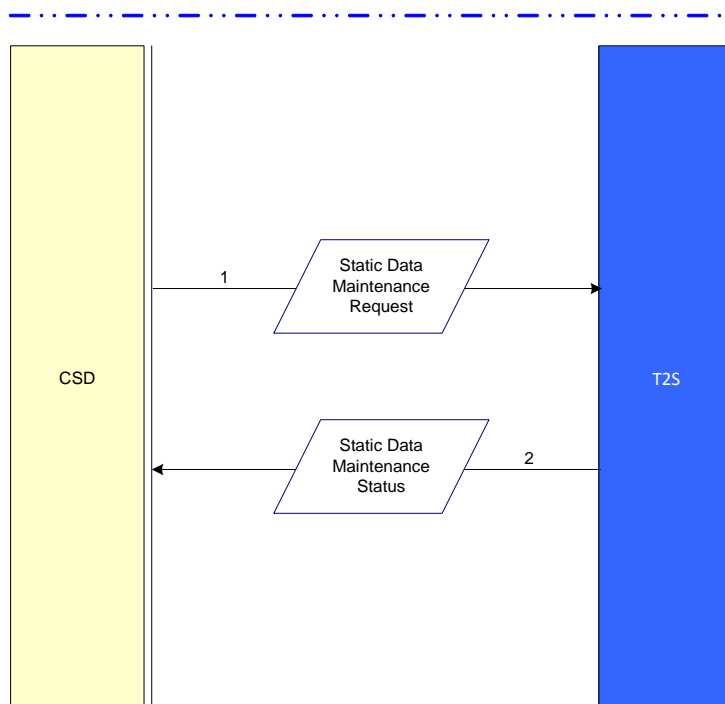 1
Static Data
Maintenance
Request
CSD
T2S
Static Data
Maintenance
Status
2